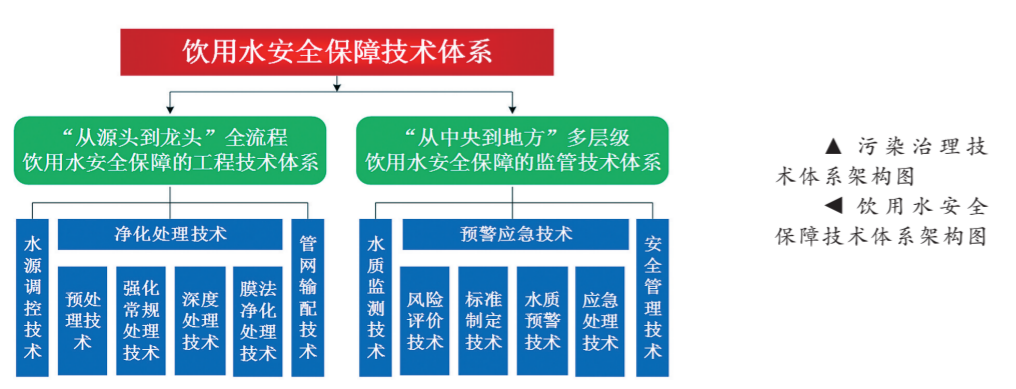 饮用水安全保障技术体系
“从源头到龙头”全流程
饮用水安全保障的工程技术体系
“从中央到地方”多层级
饮用水安全保障的监管技术体系
水源调控技术
净化处理技术
预处
理技
术
强化
常规
处理
技术
深度
处理
技术
膜法
净化
处理
技术
管网输配技术
水质监测技术
预警应急技术
风险
评价
技术
标准
制定
技术
水质
预警
技术
应急
处理
技术
安全管理技术
▲ 污染治理技
术体系架构图
◀ 饮用水安全
保障技术体系架构图